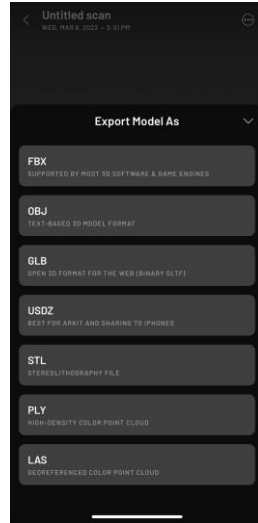 Untitled scan
WED, MAR 8, 2023 • 3:01 PM
Export Model As
FBX
SUPPORTED BY MOST 3D SOFTWARE & GAME ENGINES
OBJ
TEXT-BASED 3D MODEL FORMAT
GLB
OPEN 3D FORMAT FOR THE WEB (BINARY GLTF)
USDZ
BEST FOR ARKIT AND SHARING TO IPHONES
STL
STEREOLITHOGRAPHY FILE
PLY
HIGH-DENSITY COLOR POINT CLOUD
LAS
GEOREFERENCED COLOR POINT CLOUD